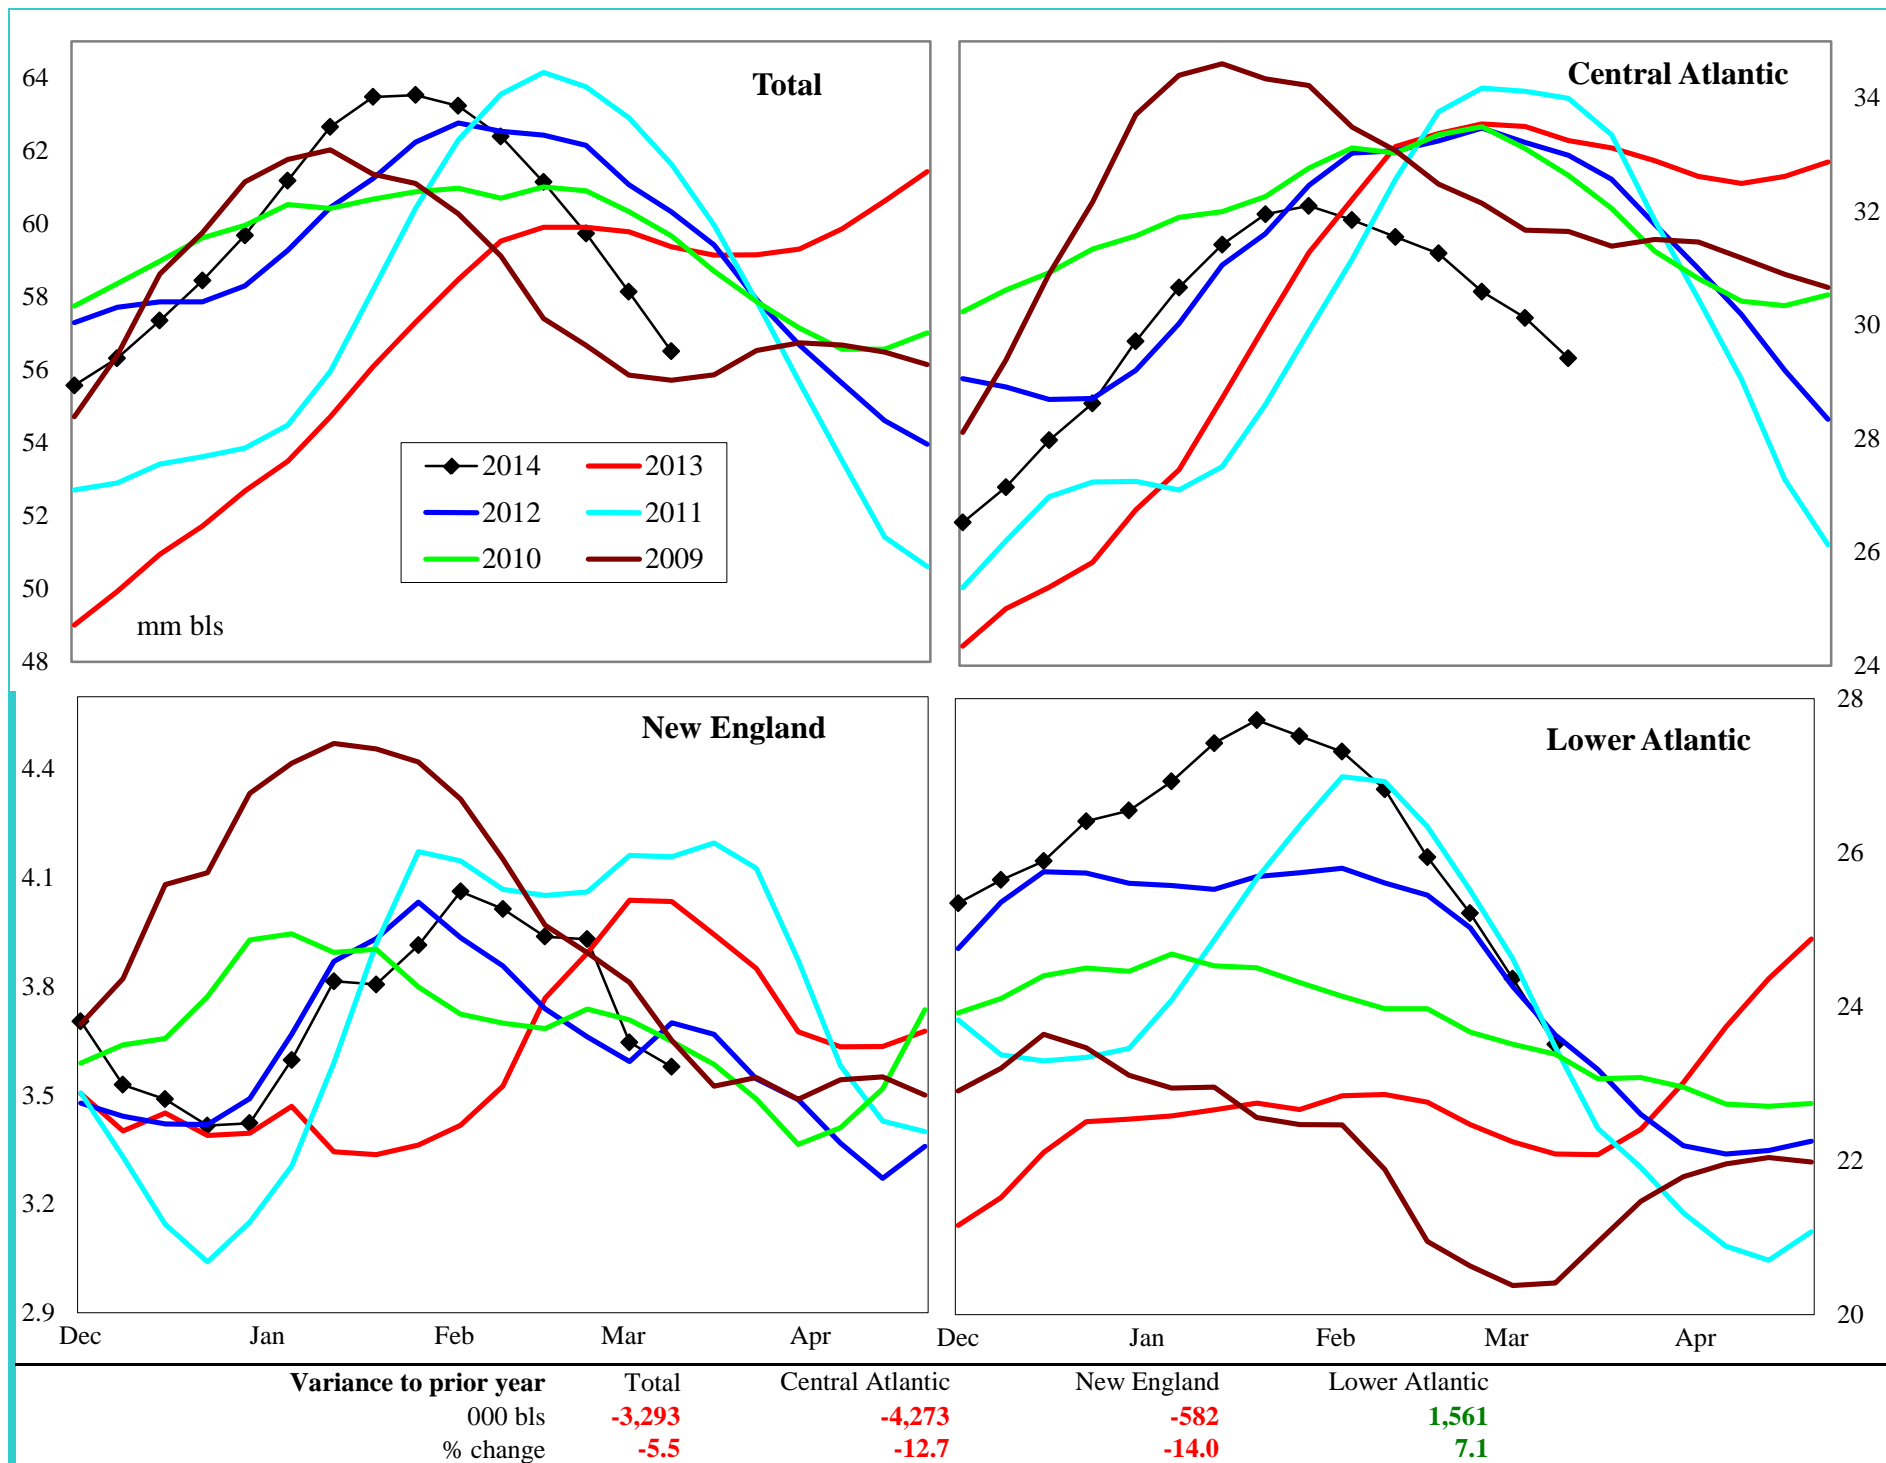 Total
64
62
60
58
56
54
52
50
48
2014 2013
2012 2011
2010 2009
mm bls
Central Atlantic
34
32
30
28
26
24
New England
4.4
4.1
3.8
3.5
3.2
2.9
Dec Jan Feb Mar Apr
Lower Atlantic
28
26
24
22
20
Dec Jan Feb Mar Apr
Variance to prior year Total Central Atlantic New England Lower Atlantic
000 bls -3,293 -4,273 -582 1,561
% change -5.5 -12.7 -14.0 7.1